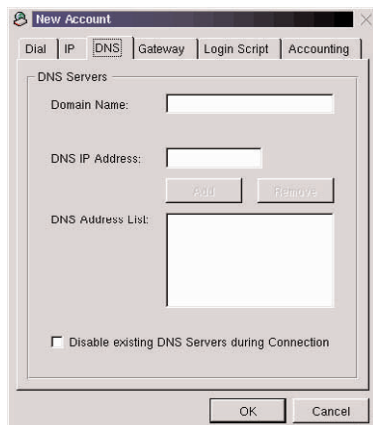 New Account
Dial IP DNS Gateway Login Script Accounting
DNS Servers
Domain Name:
DNS IP Address:
Add Remove
DNS Address List:
Disable existing DNS Servers during Connection
OK Cancel